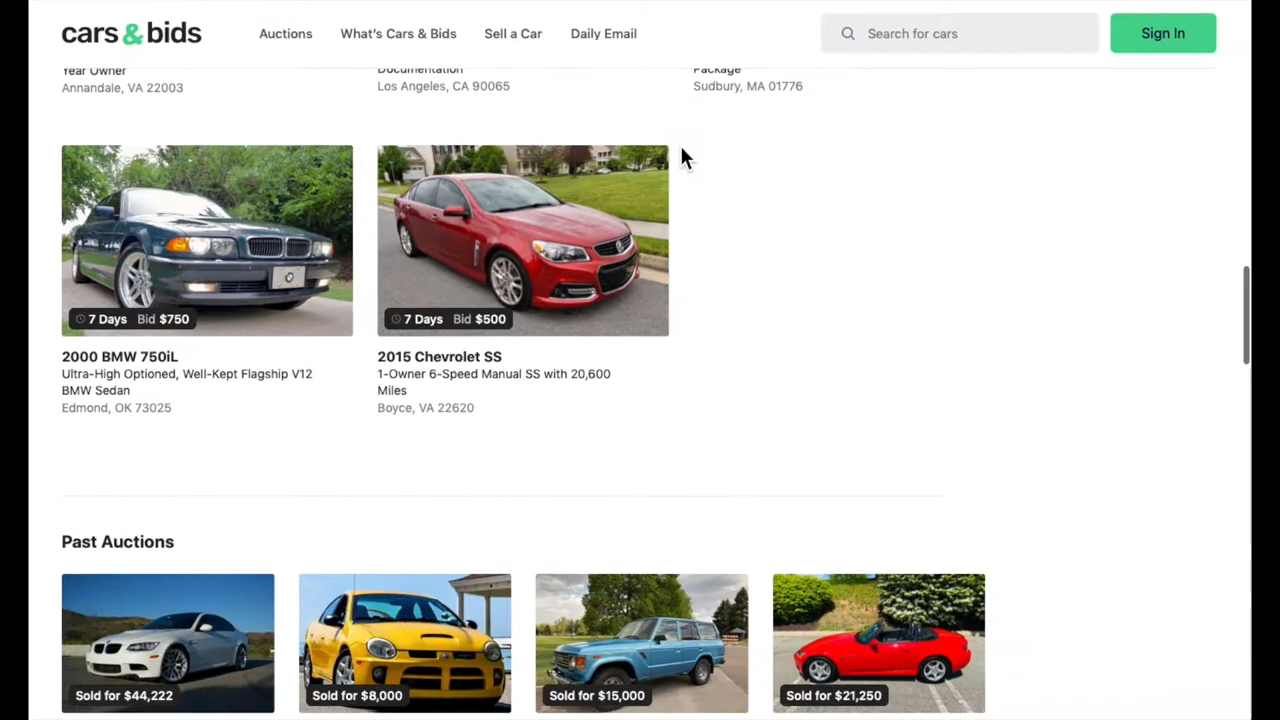 cars & bids
Auctions
What's Cars & Bids
Sell a Car
Daily Email
Search for cars
Sign In
Year Owner
Annandale, VA 22003
Documentation
Los Angeles, CA 90065
Package
Sudbury, MA 01776
7 Days Bid $750
2000 BMW 750iL
Ultra-High Optioned, Well-Kept Flagship V12
BMW Sedan
Edmond, OK 73025
7 Days Bid $500
2015 Chevrolet SS
1-Owner 6-Speed Manual SS with 20,600
Miles
Boyce, VA 22620
Past Auctions
Sold for $44,222
Sold for $8,000
Sold for $15,000
Sold for $21,250